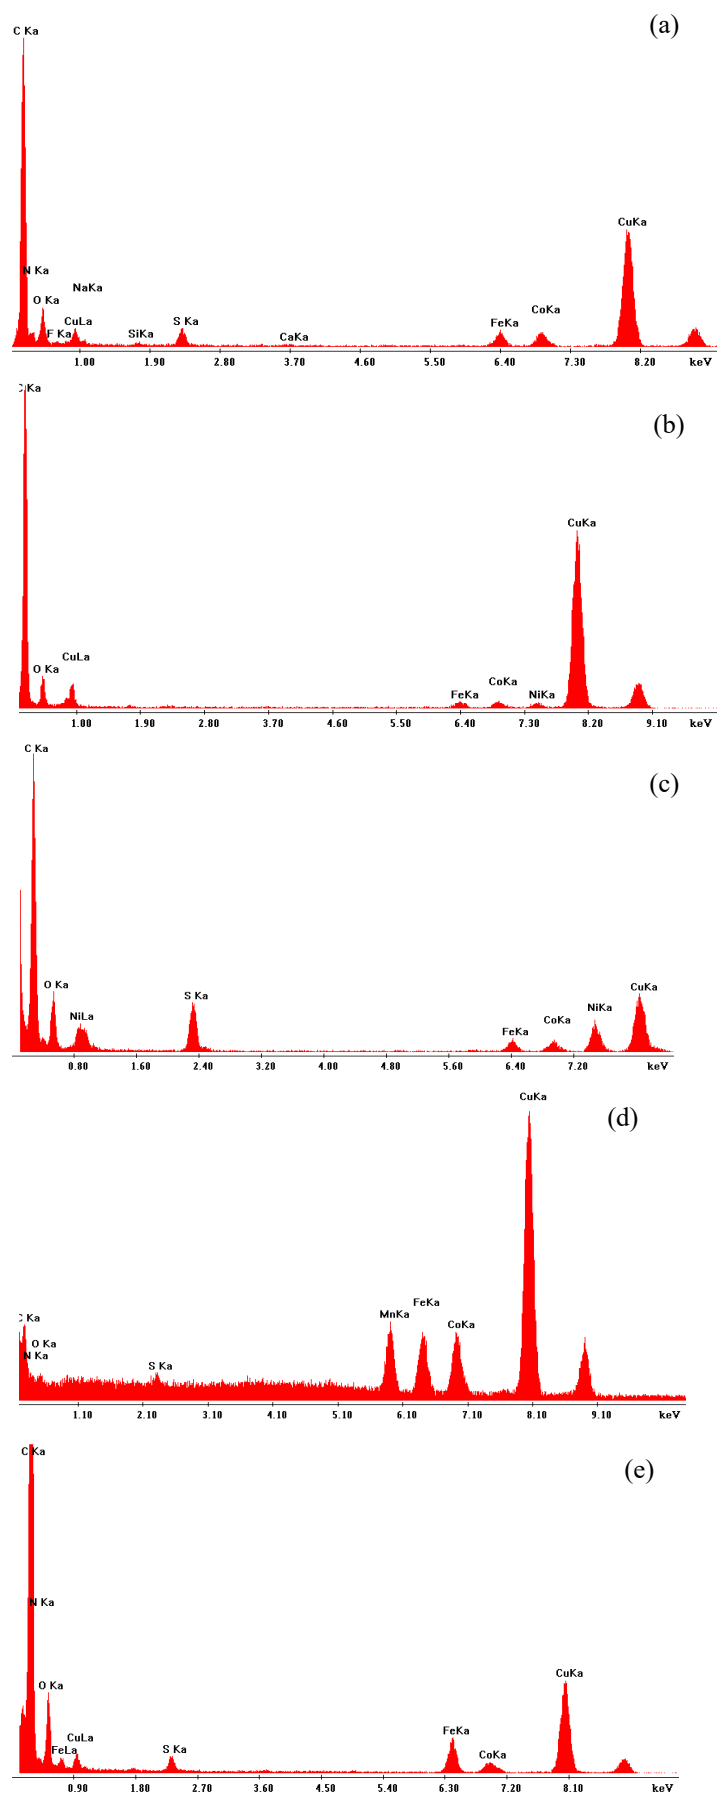 (a)
C Ka
CuKa
N Ka
NaKa
O Ka
CoKa
CuLa
S Ka
FeKa
F Ka
SiKa
CaKa
1.00 1.90 2.80 3.70 4.60 5.50 6.40 7.30 8.20 keV
C Ka
(b)
CuKa
CuLa
O Ka
CoKa
FeKa
NiKa
1.00 1.90 2.80 3.70 4.60 5.50 6.40 7.30 8.20 9.10 keV
C Ka
(c)
O Ka
CuKa
S Ka
NiKa
NiLa
CoKa
FeKa
0.80 1.60 2.40 3.20 4.00 4.80 5.60 6.40 7.20 keV
CuKa
(d)
FeKa
MnKa
C Ka
CoKa
O Ka
N Ka
S Ka
1.10 2.10 3.10 4.10 5.10 6.10 7.10 8.10 9.10 keV
C Ka
(e)
N Ka
CuKa
O Ka
FeKa
CuLa
FeLa
S Ka
CoKa
0.90 1.80 2.70 3.60 4.50 5.40 6.30 7.20 8.10 keV